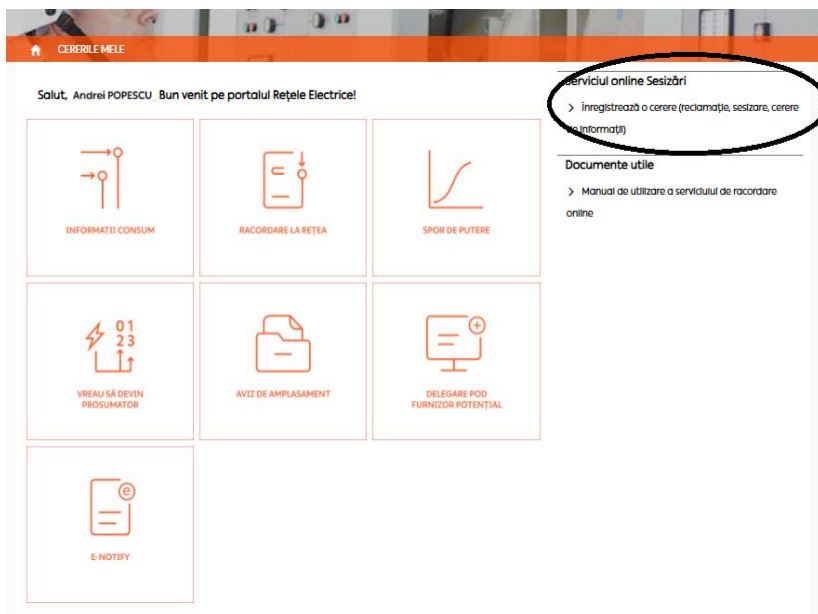 CERERILE MELE
Salut, Andrei POPESCU Bun venit pe portalul Rețele Electrice!
INFORMAȚII CONSUM
RACORDARE LA REȚEA
SPOR DE PUTERE
01
23
VREAU SĂ DEVIN
PROSUMATOR
AVIZ DE AMPLASAMENT
DELEGARE POD
FURNIZOR POTENȚIAL
e
E-NOTIFY
Serviciul online Sesizări
> Înregistrează o cerere (reclamație, sesizare, cerere
de informații)
Documente utile
> Manual de utilizare a serviciului de racordare
online